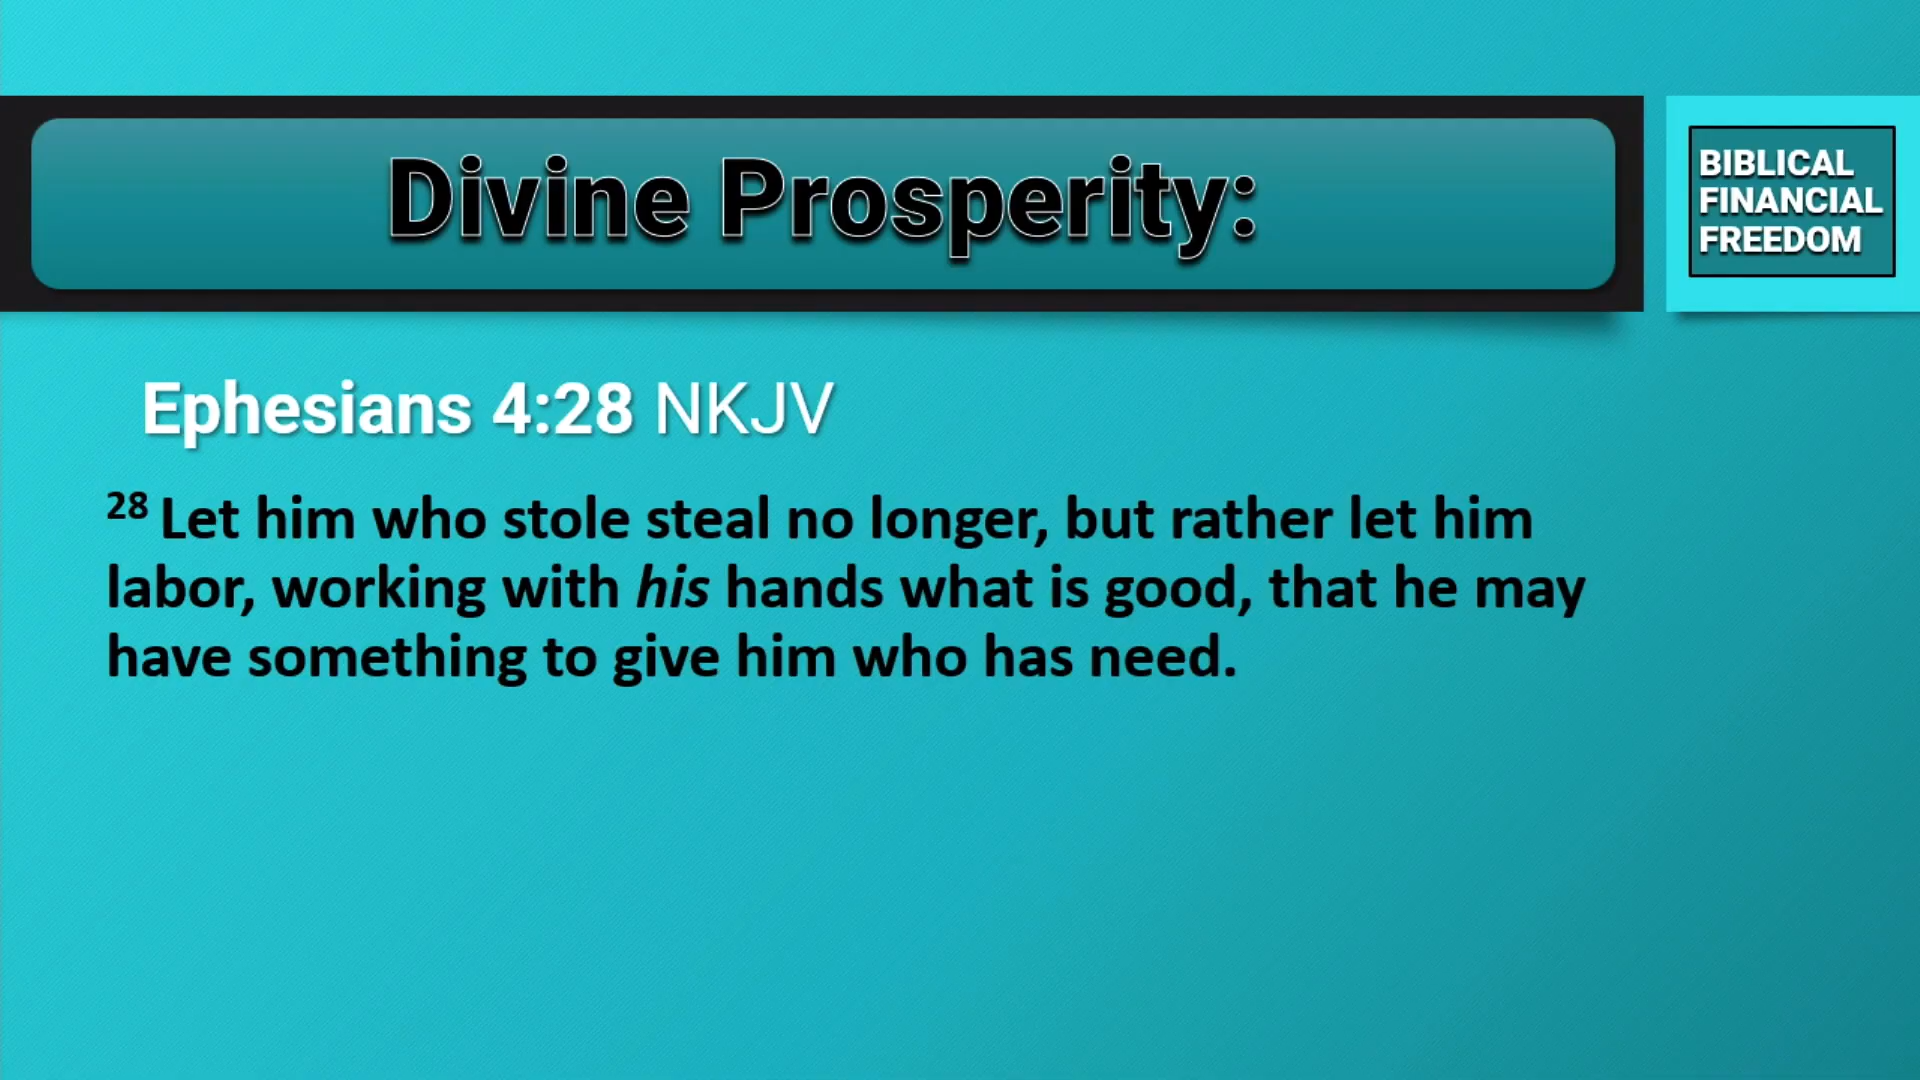 Divine Prosperity:
BIBLICAL
FINANCIAL
FREEDOM
Ephesians 4:28 NKJV
28 Let him who stole steal no longer, but rather let him
labor, working with his hands what is good, that he may
have something to give him who has need.